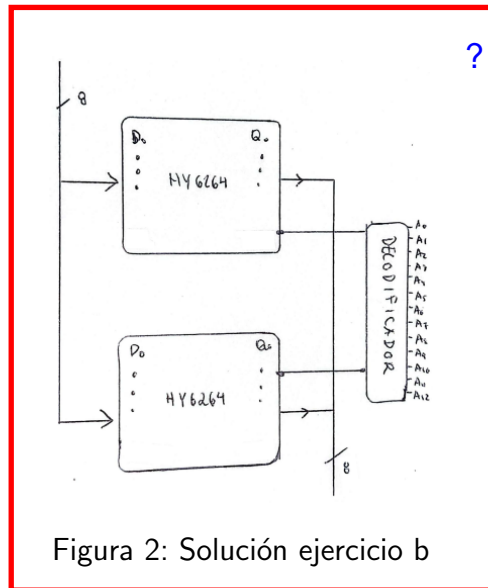 ?
8
D₀ Q₀
HY6264
DECODIFICADOR
A0
A1
A2
A3
A4
A5
A6
A7
A8
A9
A10
A11
A12
D0 Q0
HY6264
8
Figura 2: Solución ejercicio b